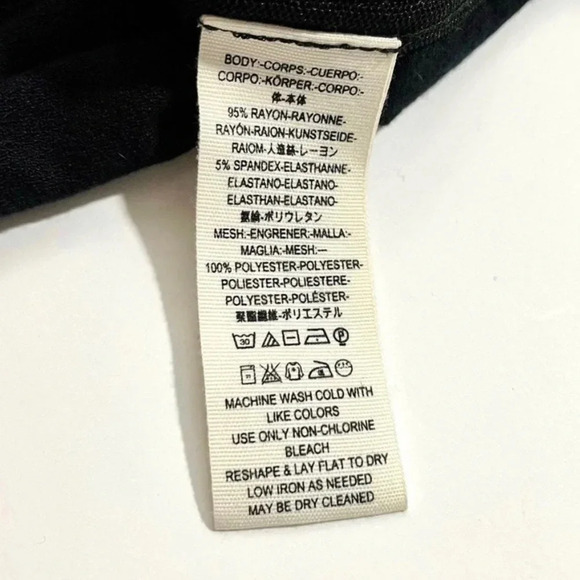 BODY:-CORPS:-CUERPO:-
CORPO:-KÖRPER:-CORPO:-
体-本体
95% RAYON-RAYONNE-
RAYÓN-RAION-KUNSTSEIDE-
RAIOM-人造絲-レーヨン
5% SPANDEX-ELASTHANNE-
ELASTANO-ELASTANO-
ELASTHAN-ELASTANO-
ポリウレタン
MESH:-ENGRENER:-MALLA:-
MAGLIA:-MESH:—
100% POLYESTER-POLYESTER-
POLIESTER-POLIESTERE-
POLYESTER-POLÉSTER-
聚酯纖維-ポリエステル
30 P
MACHINE WASH COLD WITH
LIKE COLORS
USE ONLY NON-CHLORINE
BLEACH
RESHAPE & LAY FLAT TO DRY
LOW IRON AS NEEDED
MAY BE DRY CLEANED